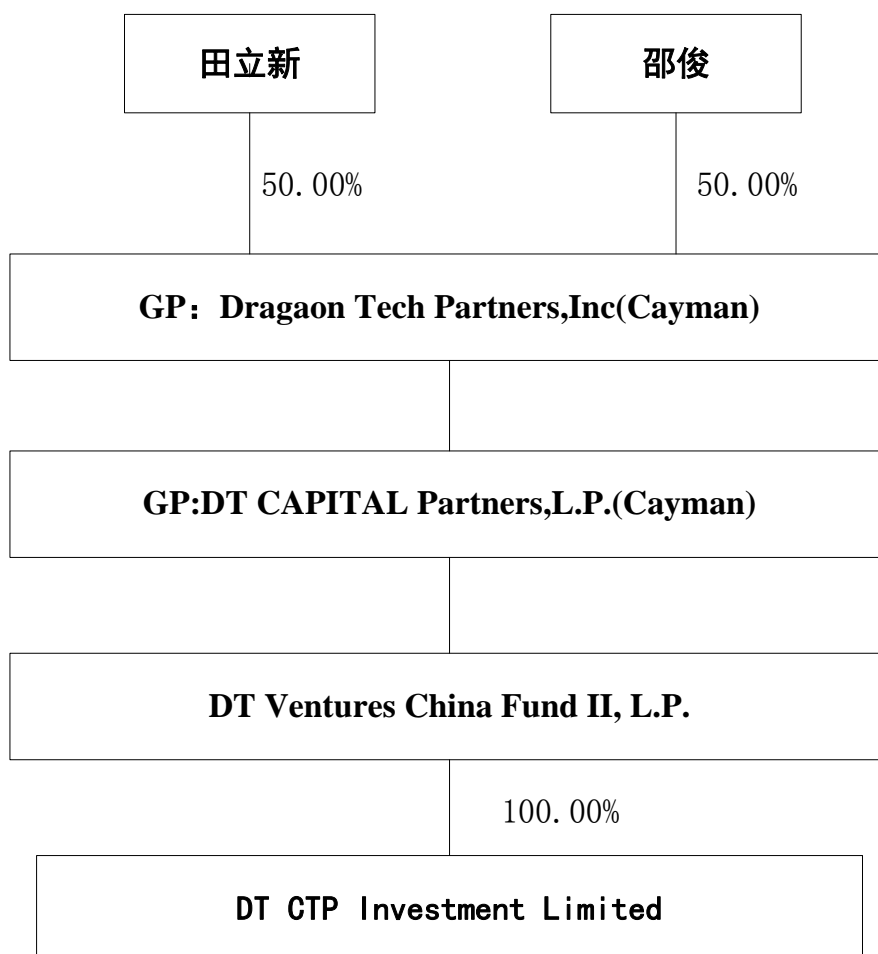 田立新
邵俊
50.00%
50.00%
GP：Dragaon Tech Partners,Inc(Cayman)
GP:DT CAPITAL Partners,L.P.(Cayman)
DT Ventures China Fund II, L.P.
100.00%
DT CTP Investment Limited